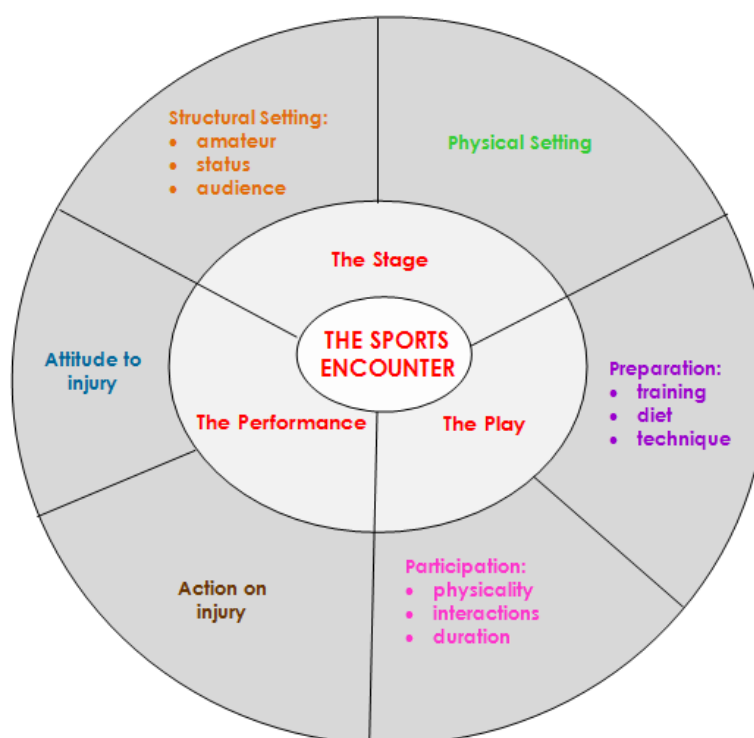 Structural Setting:
• amateur
• status
• audience
Physical Setting
The Stage
THE SPORTS
ENCOUNTER
Attitude to
injury
The Performance
The Play
Preparation:
• training
• diet
• technique
Action on
injury
Participation:
• physicality
• interactions
• duration